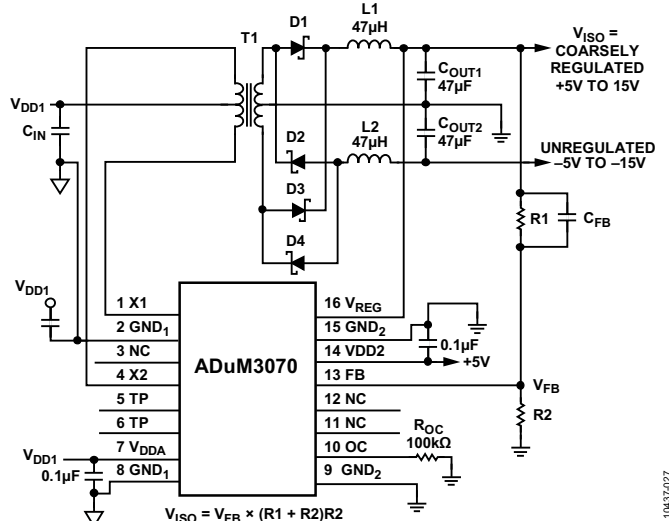 T1
D1
L1
47µH
VISO =
COARSELY
REGULATED
+5V TO 15V
COUT1
47µF
VDD1
CIN
L2
47µH
COUT2
47µF
D2
UNREGULATED
–5V TO –15V
D3
R1
CFB
D4
VDD1
1 X1
2 GND1
3 NC
4 X2
5 TP
6 TP
7 VDDA
8 GND1
ADuM3070
16 VREG
15 GND2
14 VDD2
13 FB
12 NC
11 NC
10 OC
9 GND2
0.1µF
+5V
VFB
R2
ROC
100kΩ
VDD1
0.1µF
VISO = VFB × (R1 + R2)R2
10437-027